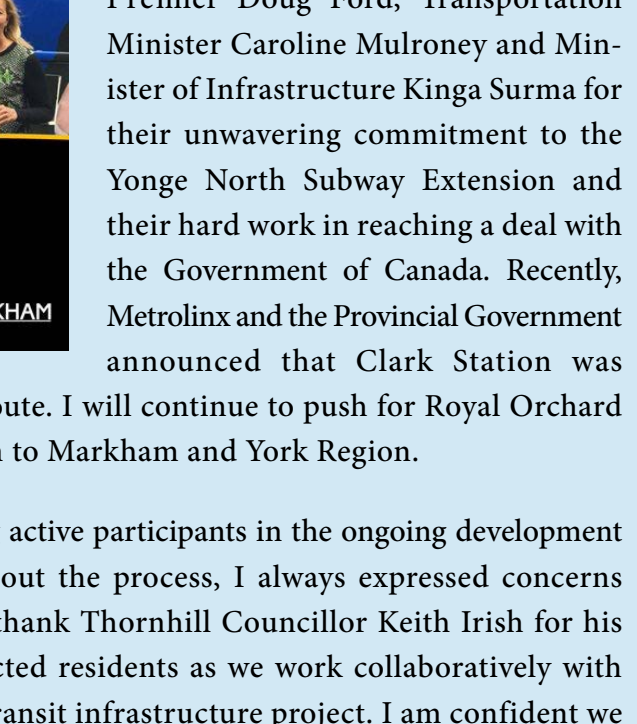 Premier Doug Ford, Transportation
Minister Caroline Mulroney and Min-
ister of Infrastructure Kinga Surma for
their unwavering commitment to the
Yonge North Subway Extension and
their hard work in reaching a deal with
the Government of Canada. Recently,
KHAM
Metrolinx and the Provincial Government
announced that Clark Station was
oute. I will continue to push for Royal Orchard
to Markham and York Region.
active participants in the ongoing development
out the process, I always expressed concerns
thank Thornhill Councillor Keith Irish for his
cted residents as we work collaboratively with
ransit infrastructure project. I am confident we